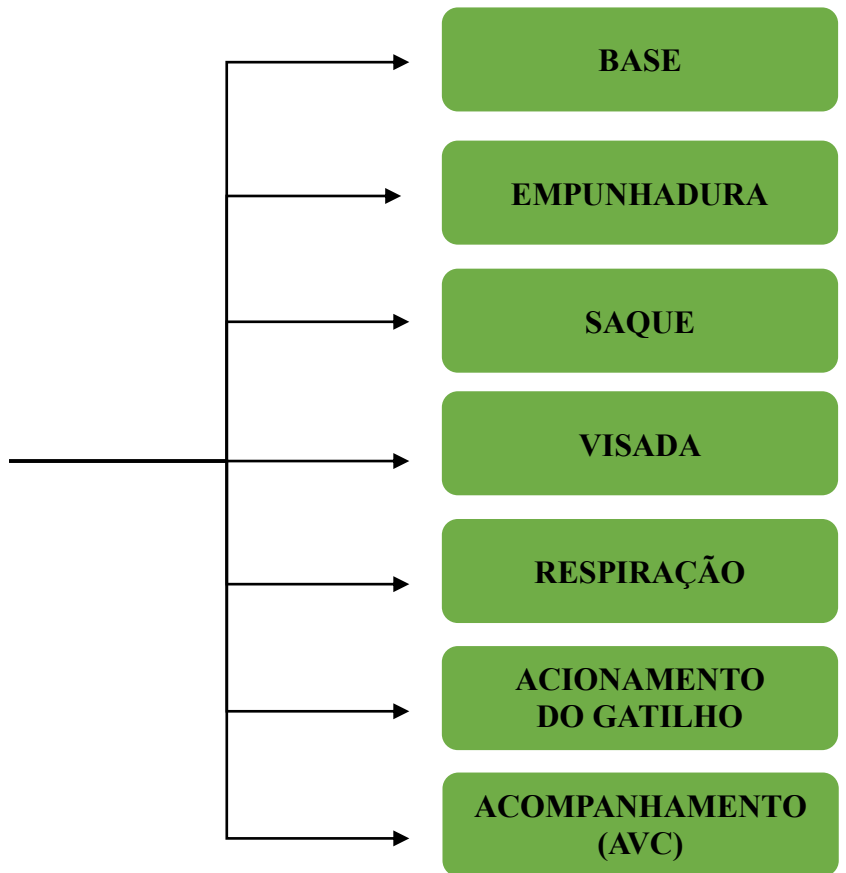 BASE
EMPUNHADURA
SAQUE
VISADA
RESPIRAÇÃO
ACIONAMENTO
DO GATILHO
ACOMPANHAMENTO
(AVC)